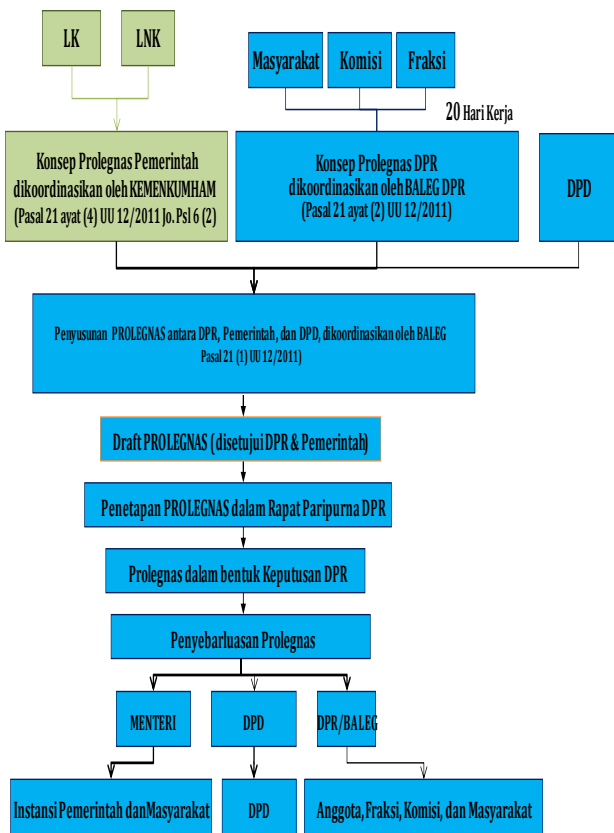 LK
LNK
Masyarakat
Komisi
Fraksi
20 Hari Kerja
Konsep Prolegnas Pemerintah
dikoordinasikan oleh KEMENKUMHAM
(Pasal 21 ayat (4) UU 12/2011 Jo. Psl 6 (2)
Konsep Prolegnas DPR
dikoordinasikan oleh BALEG DPR
(Pasal 21 ayat (2) UU 12/2011)
DPD
Penyusunan PROLEGNAS antara DPR, Pemerintah, dan DPD, dikoordinasikan oleh BALEG
Pasal 21 (1) UU 12/2011)
Draft PROLEGNAS (disetujui DPR & Pemerintah)
Penetapan PROLEGNAS dalam Rapat Paripurna DPR
Prolegnas dalam bentuk Keputusan DPR
Penyebarluasan Prolegnas
MENTERI
DPD
DPR/BALEG
Instansi Pemerintah dan Masyarakat
DPD
Anggota, Fraksi, Komisi, dan Masyarakat